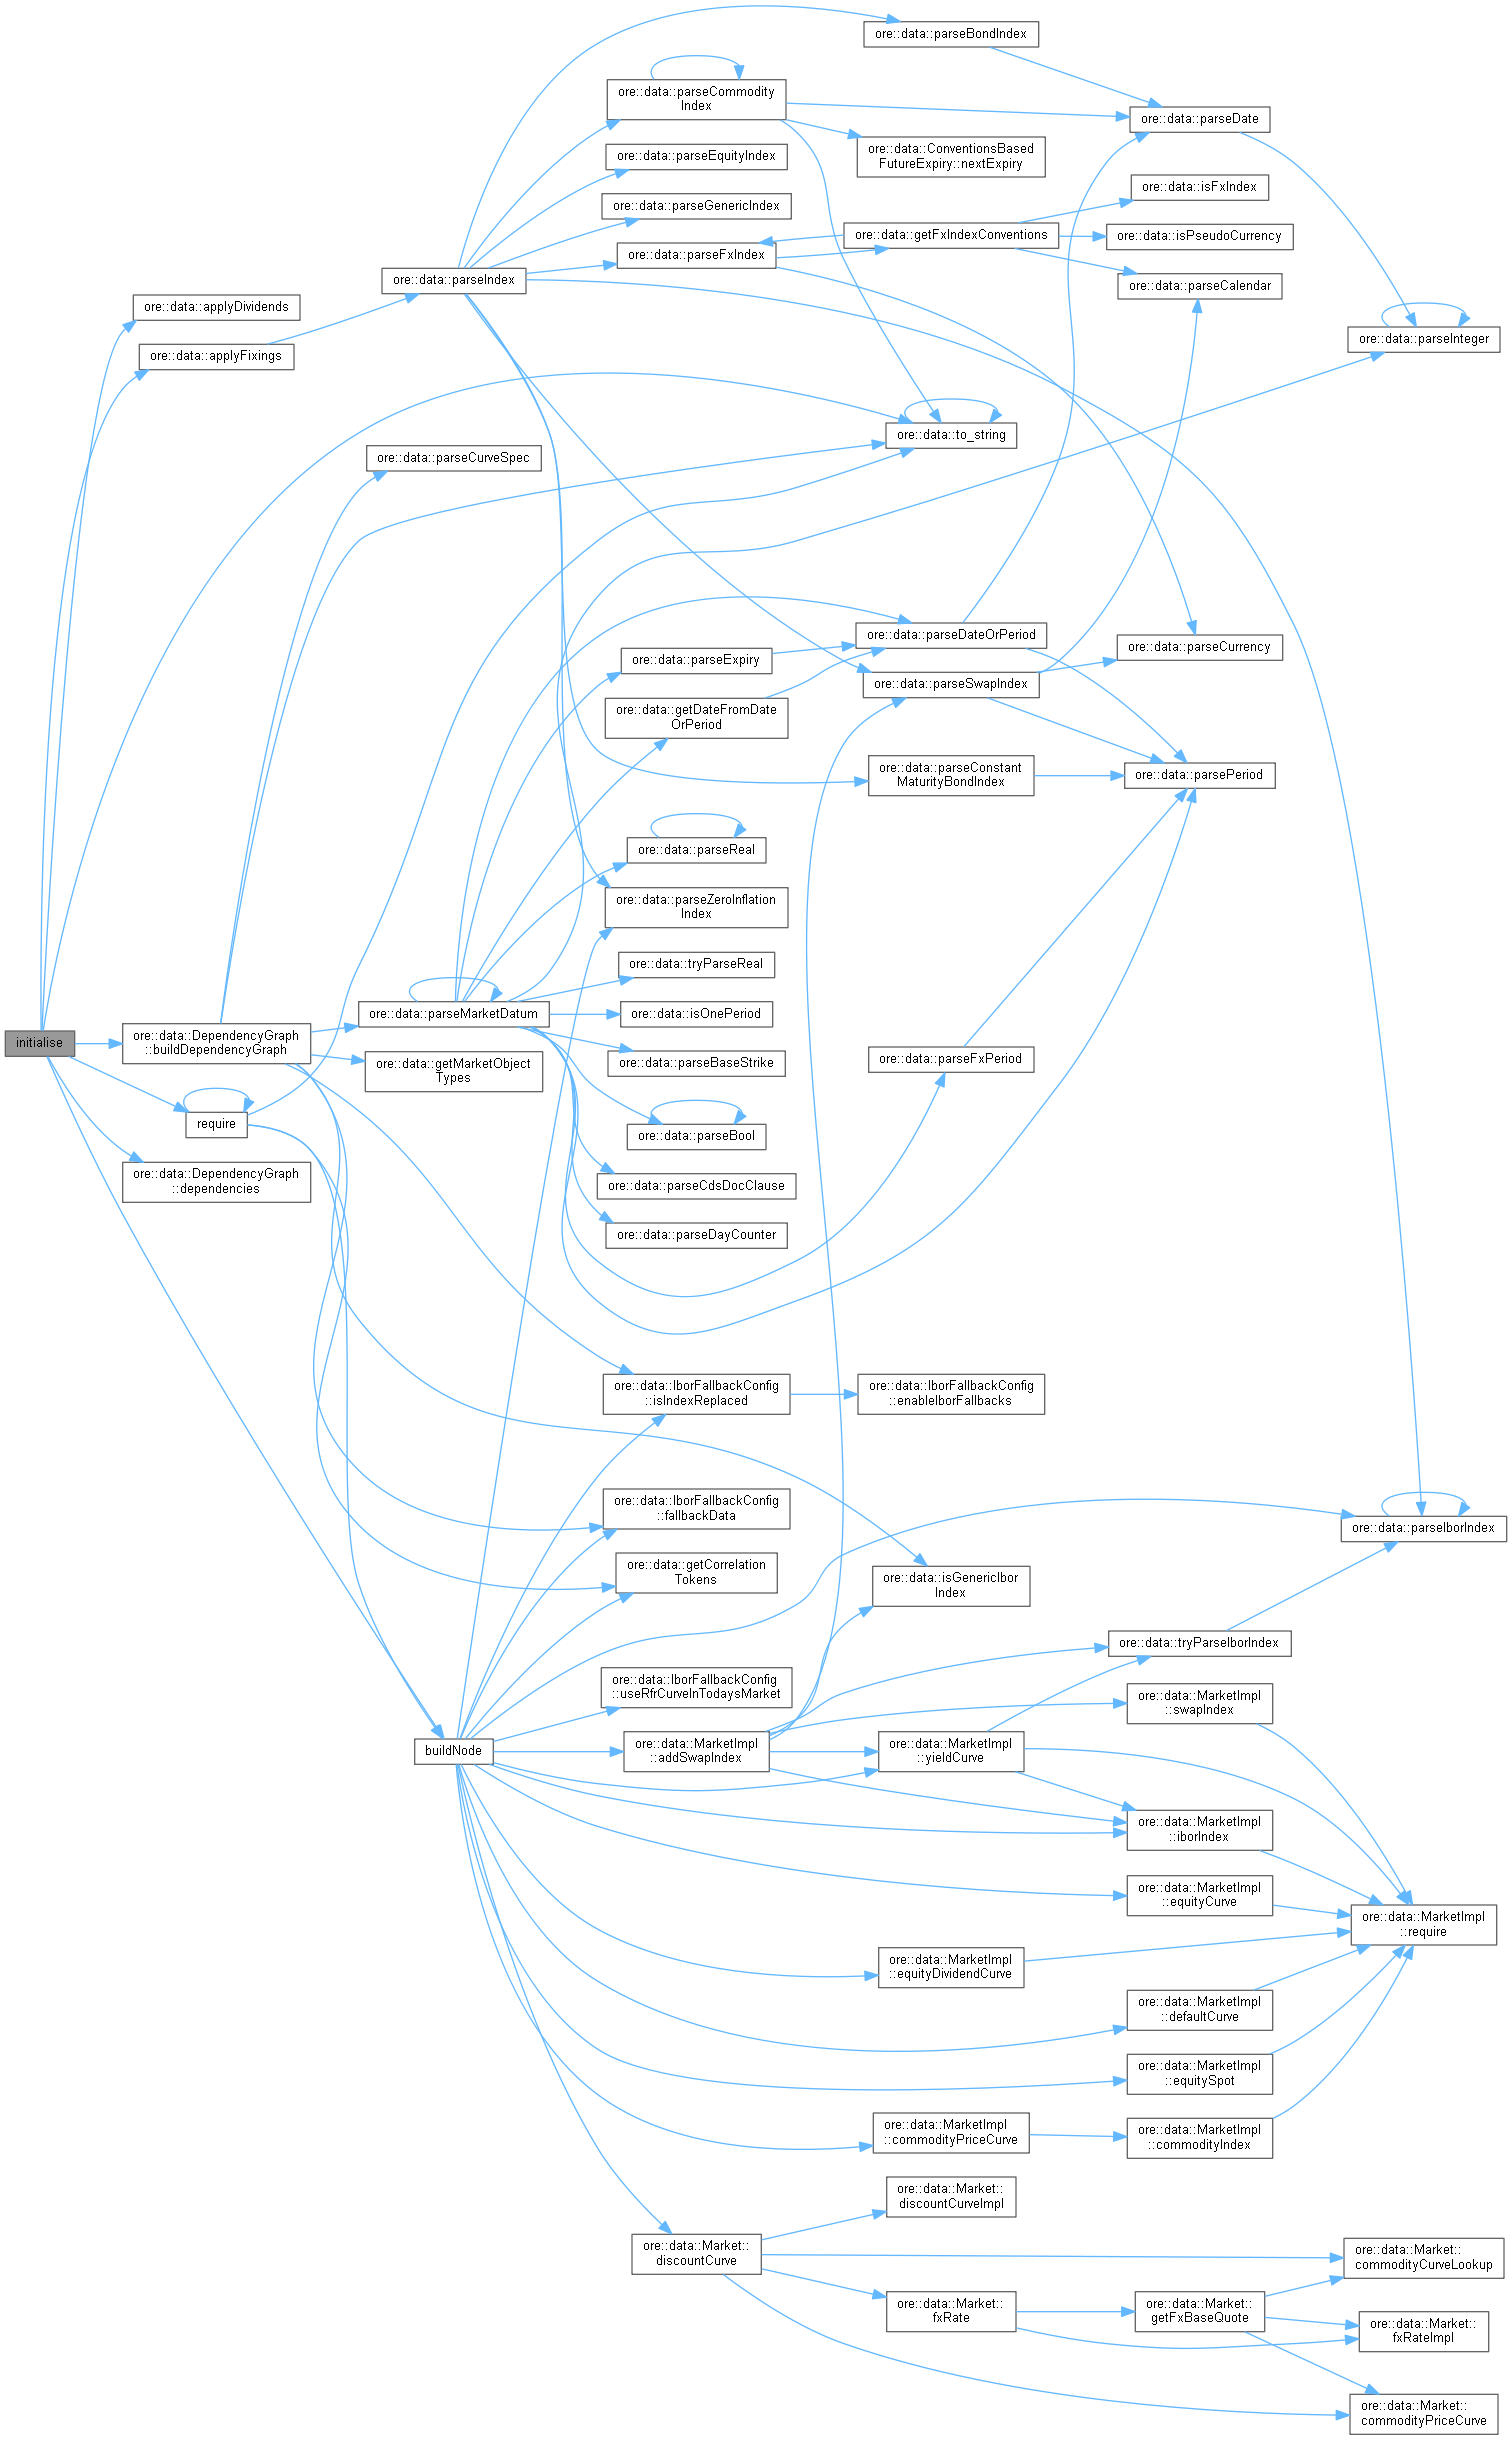 ore::data::parseBondIndex
ore::data::parseCommodity
Index
ore::data::parseDate
ore::data::ConventionsBased
FutureExpiry::nextExpiry
ore::data::parseEquityIndex
ore::data::isFxIndex
ore::data::parseGenericIndex
ore::data::getFxIndexConventions
ore::data::isPseudoCurrency
ore::data::parseFxIndex
ore::data::parseIndex
ore::data::parseCalendar
ore::data::applyDividends
ore::data::parseInteger
ore::data::applyFixings
ore::data::to_string
ore::data::parseCurveSpec
ore::data::parseDateOrPeriod
ore::data::parseCurrency
ore::data::parseExpiry
ore::data::parseSwapIndex
ore::data::getDateFromDate
OrPeriod
ore::data::parseConstant
MaturityBondIndex
ore::data::parsePeriod
ore::data::parseReal
ore::data::parseZeroInflation
Index
ore::data::tryParseReal
ore::data::parseMarketDatum
ore::data::isOnePeriod
initialise
ore::data::DependencyGraph
::buildDependencyGraph
ore::data::parseBaseStrike
ore::data::parseFxPeriod
ore::data::getMarketObject
Types
require
ore::data::parseBool
ore::data::DependencyGraph
::dependencies
ore::data::parseCdsDocClause
ore::data::parseDayCounter
ore::data::IborFallbackConfig
::isIndexReplaced
ore::data::IborFallbackConfig
::enableIborFallbacks
ore::data::IborFallbackConfig
::fallbackData
ore::data::parseIborIndex
ore::data::getCorrelation
Tokens
ore::data::isGenericIbor
Index
ore::data::tryParseIborIndex
ore::data::IborFallbackConfig
::useRfrCurveInTodaysMarket
ore::data::MarketImpl
::swapIndex
buildNode
ore::data::MarketImpl
::addSwapIndex
ore::data::MarketImpl
::yieldCurve
ore::data::MarketImpl
::iborIndex
ore::data::MarketImpl
::equityCurve
ore::data::MarketImpl
::require
ore::data::MarketImpl
::equityDividendCurve
ore::data::MarketImpl
::defaultCurve
ore::data::MarketImpl
::equitySpot
ore::data::MarketImpl
::commodityPriceCurve
ore::data::MarketImpl
::commodityIndex
ore::data::Market::
discountCurveImpl
ore::data::Market::
discountCurve
ore::data::Market::
commodityCurveLookup
ore::data::Market::
fxRate
ore::data::Market::
getFxBaseQuote
ore::data::Market::
fxRateImpl
ore::data::Market::
commodityPriceCurve